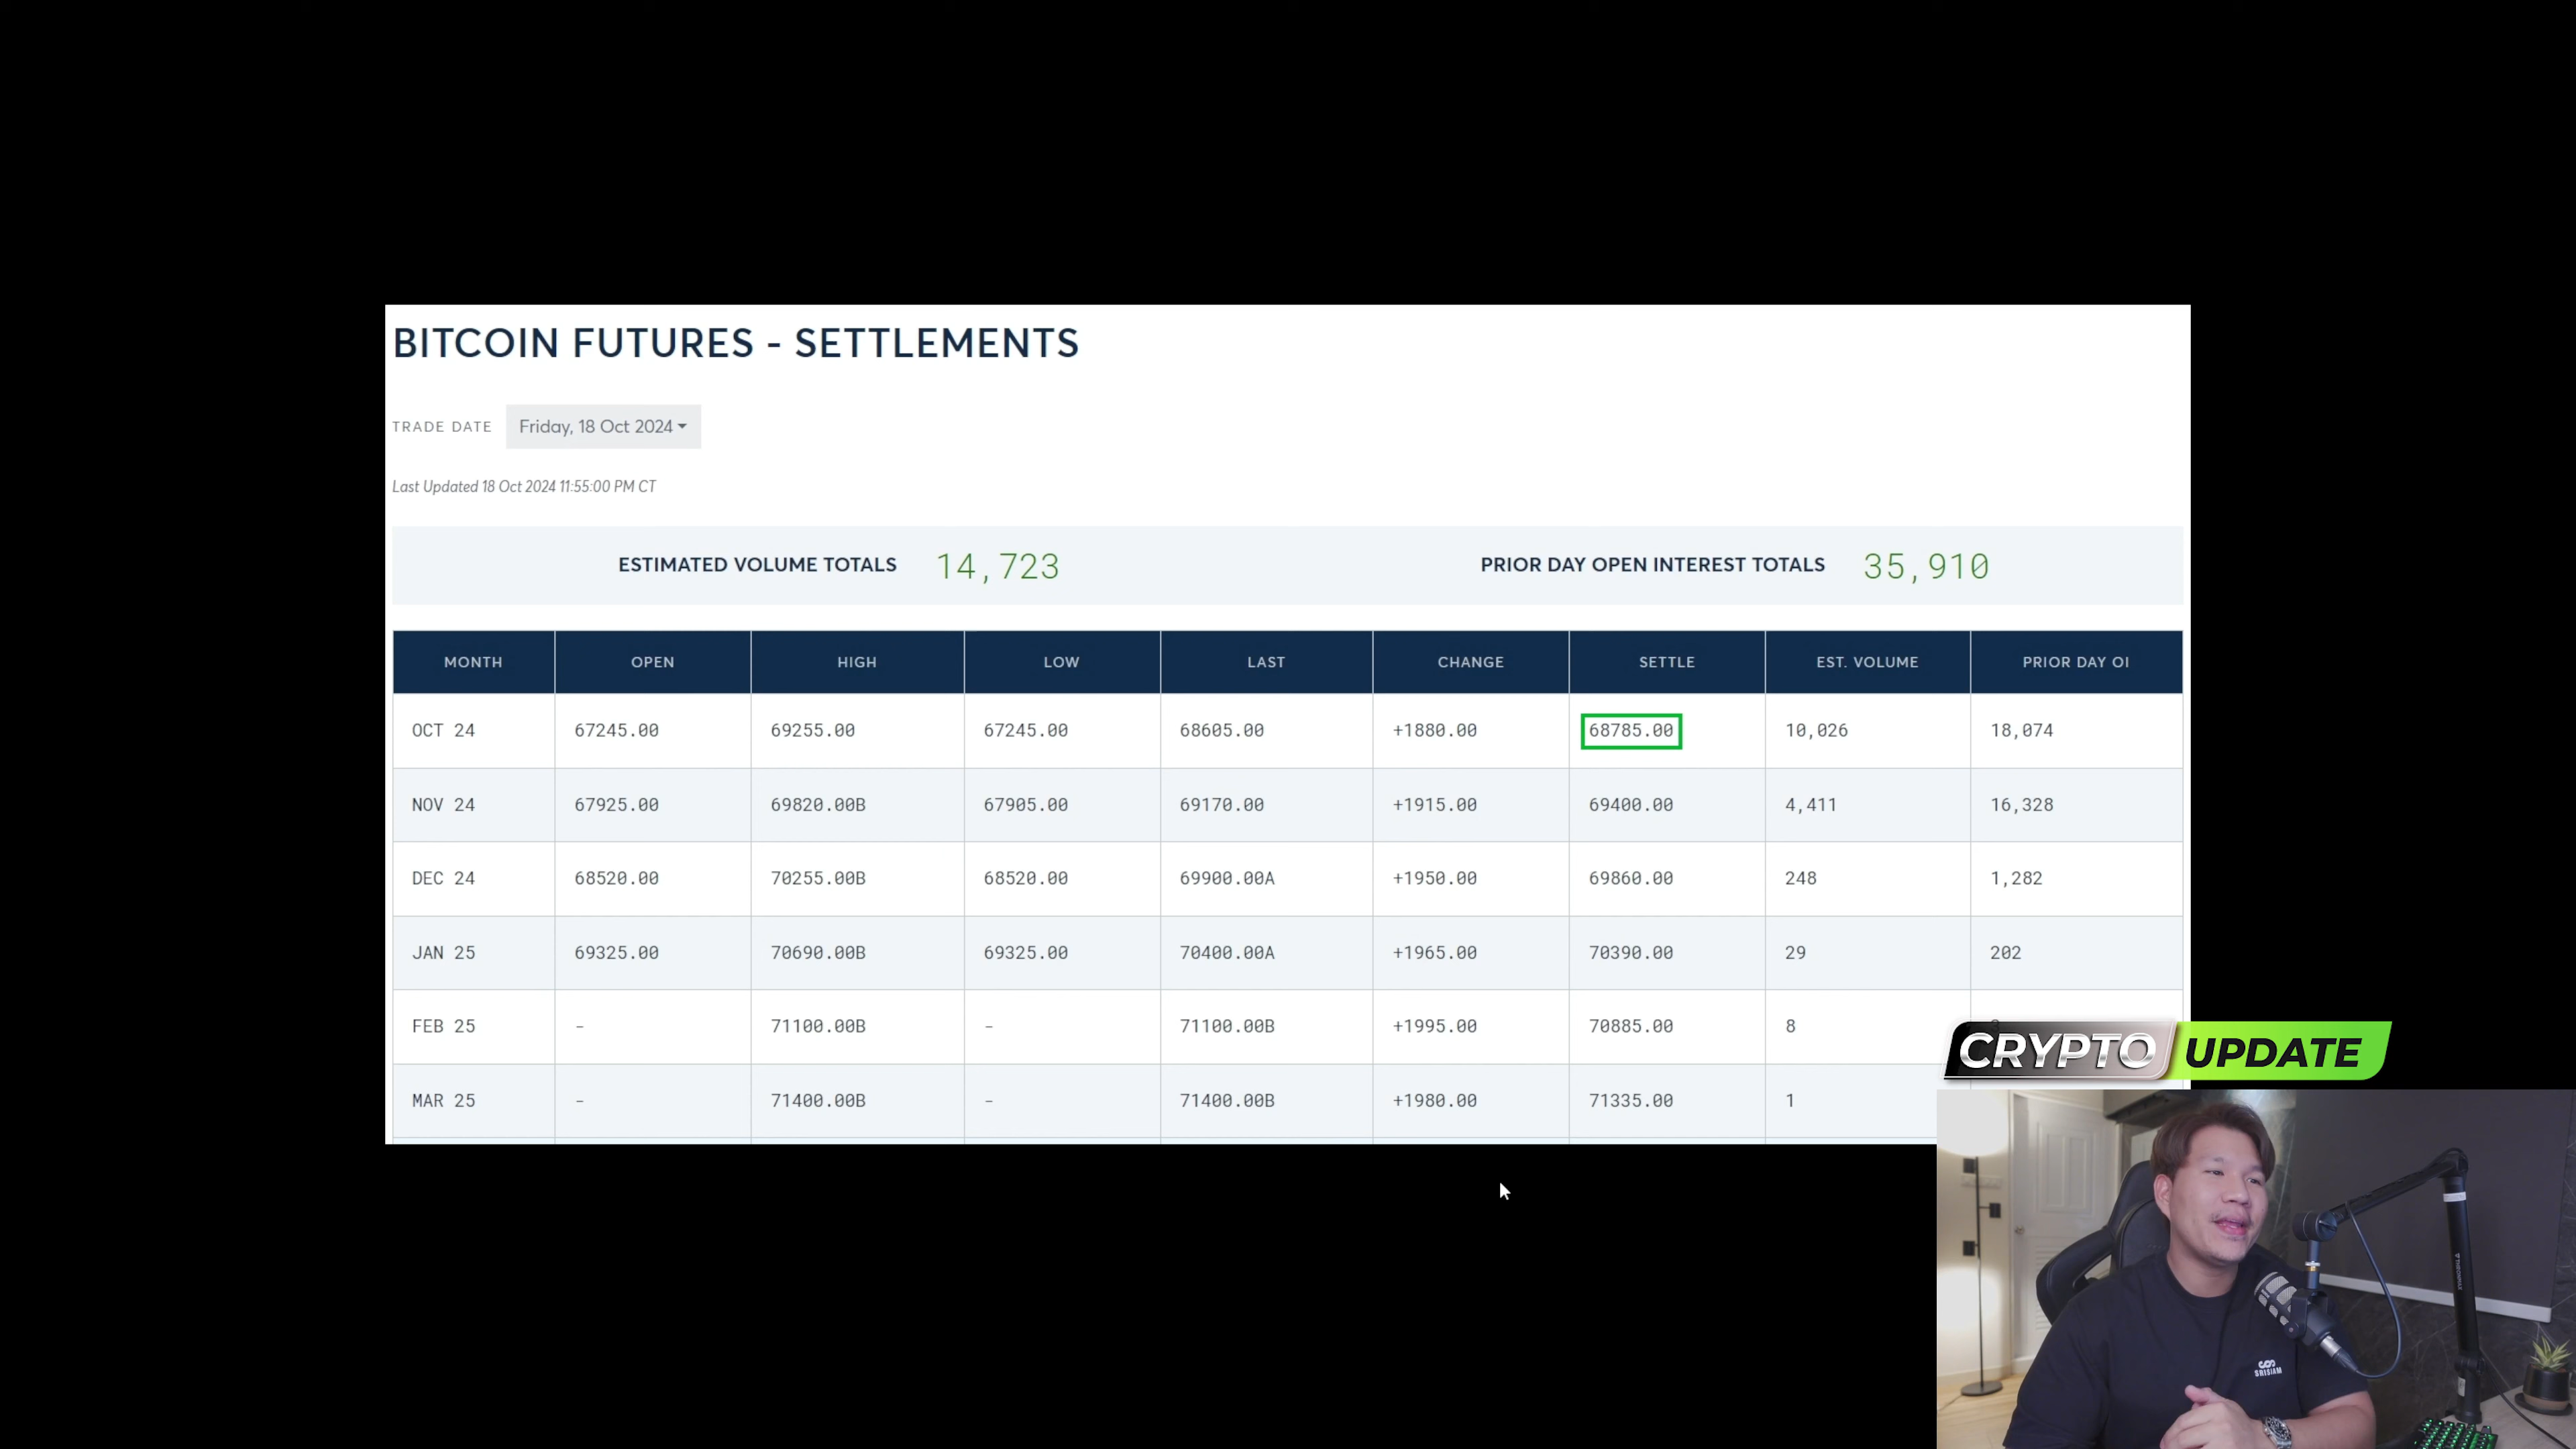 BITCOIN FUTURES - SETTLEMENTS
TRADE DATE Friday, 18 Oct 2024
Last Updated 18 Oct 2024 11:55:00 PM CT
ESTIMATED VOLUME TOTALS 14,723 PRIOR DAY OPEN INTEREST TOTALS 35,910
MONTH OPEN HIGH LOW LAST CHANGE SETTLE EST. VOLUME PRIOR DAY OI
OCT 24 67245.00 69255.00 67245.00 68605.00 +1880.00 68785.00 10,026 18,074
NOV 24 67925.00 69820.00B 67905.00 69170.00 +1915.00 69400.00 4,411 16,328
DEC 24 68520.00 70255.00B 68520.00 69900.00A +1950.00 69860.00 248 1,282
JAN 25 69325.00 70690.00B 69325.00 70400.00A +1965.00 70390.00 29 202
FEB 25 - 71100.00B - 71100.00B +1995.00 70885.00 8
MAR 25 - 71400.00B - 71400.00B +1980.00 71335.00 1
CRYPTO UPDATE
SRISIAM